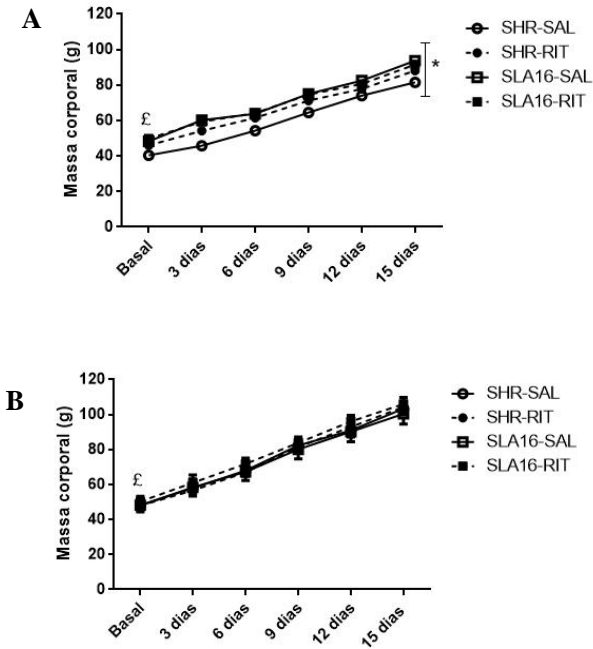 A
Massa corporal (g)
120
100
80
60
40
20
0
£
*
Basal
3 dias
6 dias
9 dias
12 dias
15 dias
SHR-SAL
SHR-RIT
SLA16-SAL
SLA16-RIT
B
Massa corporal (g)
120
100
80
60
40
20
0
£
Basal
3 dias
6 dias
9 dias
12 dias
15 dias
SHR-SAL
SHR-RIT
SLA16-SAL
SLA16-RIT